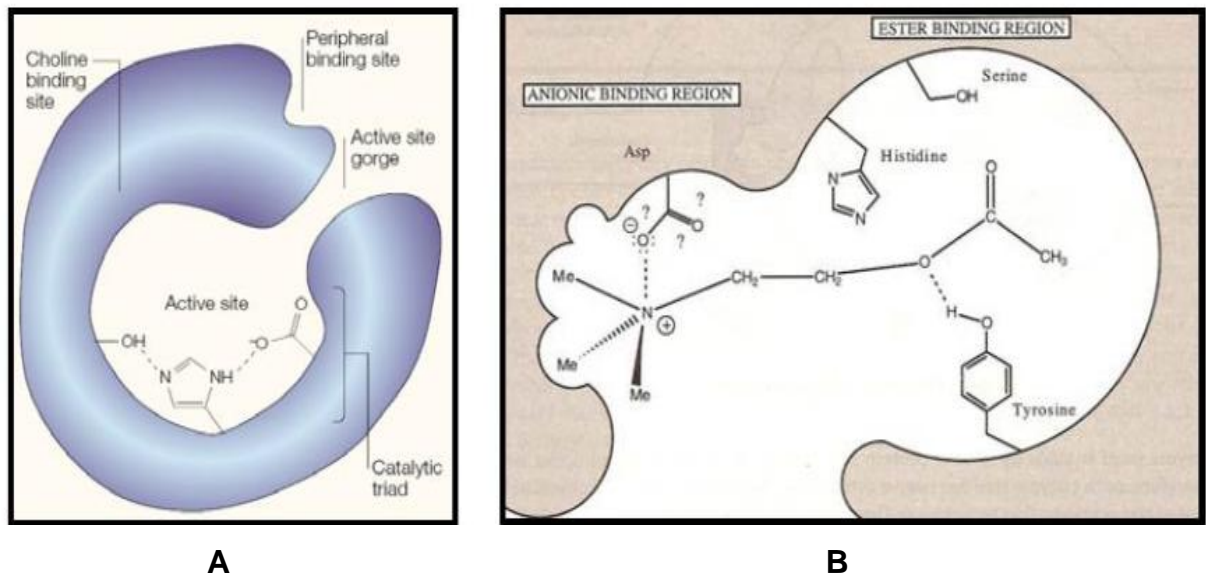 Choline
binding
site
Peripheral
binding site
Active site
gorge
Active site
OH
N
NH
O
O
Catalytic
triad
A
ESTER BINDING REGION
ANIONIC BINDING REGION
Serine
OH
Asp
Histidine
N
N
?
?
?
O
O
O
C
CH3
O
CH2
CH2
Me
N
+
Me
Me
H
O
Tyrosine
B